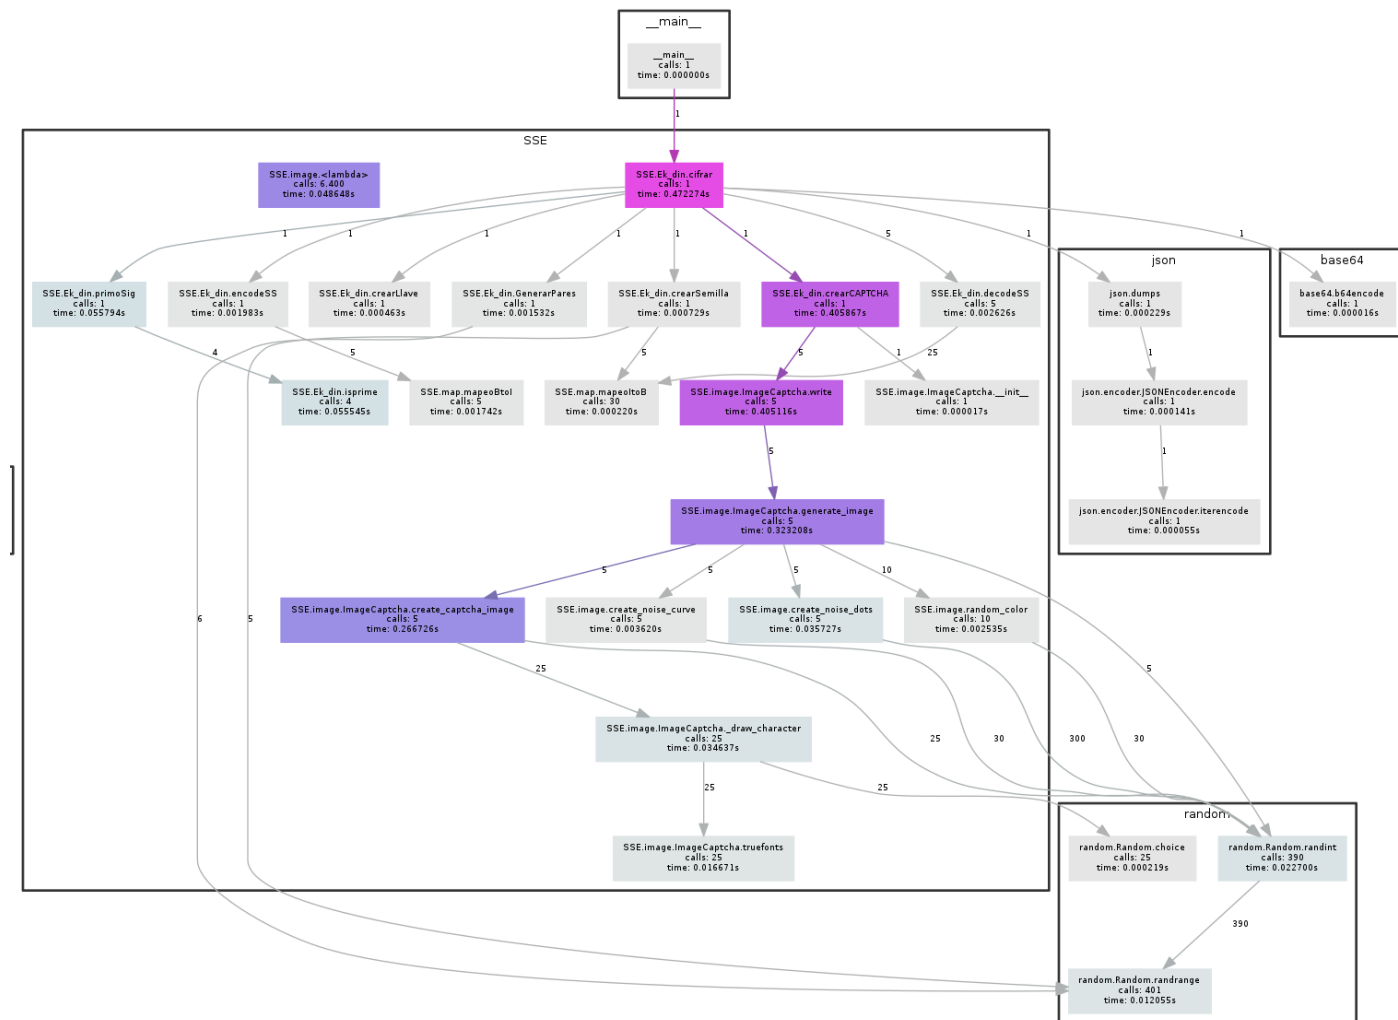 __main__
__main__
calls: 1
time: 0.000000s
1
SSE
SSE.image.<lambda>
calls: 6.400
time: 0.048648s
SSE.Ek_din.cifrar
calls: 1
time: 0.472274s
1
1
1
1
1
1
5
1
1
json
base64
SSE.Ek_din.primoSig
calls: 1
time: 0.055794s
SSE.Ek_din.encodeSS
calls: 1
time: 0.001983s
SSE.Ek_din.crearLlave
calls: 1
time: 0.000463s
SSE.Ek_din.GenerarPares
calls: 1
time: 0.001532s
SSE.Ek_din.crearSemilla
calls: 1
time: 0.000729s
SSE.Ek_din.crearCAPTCHA
calls: 1
time: 0.405867s
SSE.Ek_din.decodeSS
calls: 5
time: 0.002626s
json.dumps
calls: 1
time: 0.000229s
base64.b64encode
calls: 1
time: 0.000016s
4
5
5
5
1
25
1
SSE.Ek_din.isprime
calls: 4
time: 0.055545s
SSE.map.mapeoBtoI
calls: 5
time: 0.001742s
SSE.map.mapeoItoB
calls: 30
time: 0.000220s
SSE.image.ImageCaptcha.write
calls: 5
time: 0.405116s
SSE.image.ImageCaptcha.__init__
calls: 1
time: 0.000017s
json.encoder.JSONEncoder.encode
calls: 1
time: 0.000141s
5
1
SSE.image.ImageCaptcha.generate_image
calls: 5
time: 0.323208s
json.encoder.JSONEncoder.iterencode
calls: 1
time: 0.000055s
5
5
5
10
SSE.image.ImageCaptcha.create_captcha_image
calls: 5
time: 0.266726s
SSE.image.create_noise_curve
calls: 5
time: 0.003620s
SSE.image.create_noise_dots
calls: 5
time: 0.035727s
SSE.image.random_color
calls: 10
time: 0.002535s
6
5
25
5
SSE.image.ImageCaptcha._draw_character
calls: 25
time: 0.034637s
25
30
300
30
25
25
random
SSE.image.ImageCaptcha.truefonts
calls: 25
time: 0.016671s
random.Random.choice
calls: 25
time: 0.000219s
random.Random.randint
calls: 390
time: 0.022700s
390
random.Random.randrange
calls: 401
time: 0.012055s